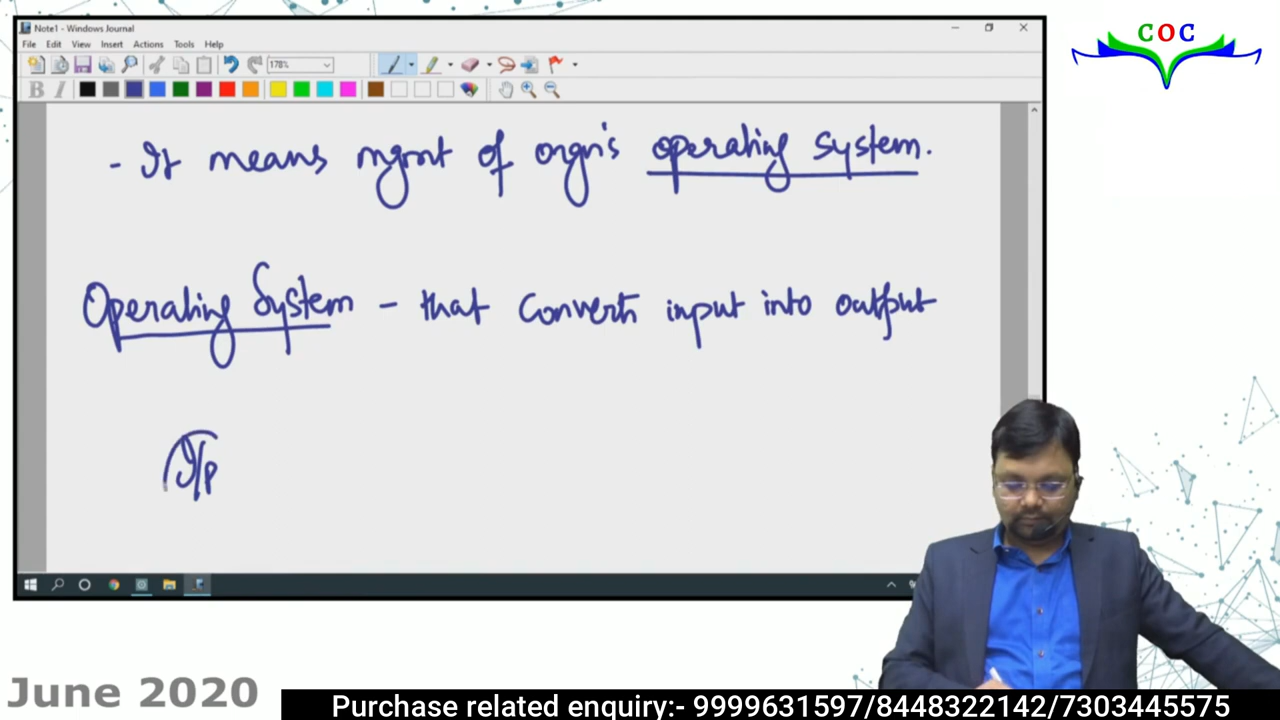 Note1 - Windows Journal
File Edit View Insert Actions Tools Help
178%
B I
- It means mgmt of orgn's operating system.
Operating System - that converts input into output
I/P
COC
June 2020
Purchase related enquiry:- 9999631597/8448322142/7303445575